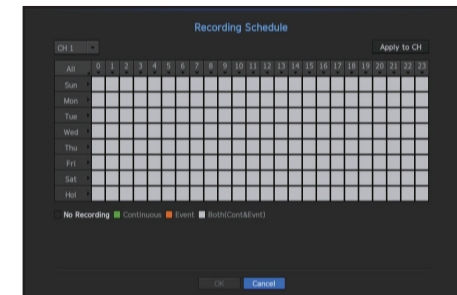 Recording Schedule
CH 1 Apply to CH
All 0 1 2 3 4 5 6 7 8 9 10 11 12 13 14 15 16 17 18 19 20 21 22 23
Sun
Mon
Tue
Wed
Thu
Fri
Sat
Hol
No Recording Continuous Event Both(Cont&Evnt)
OK Cancel